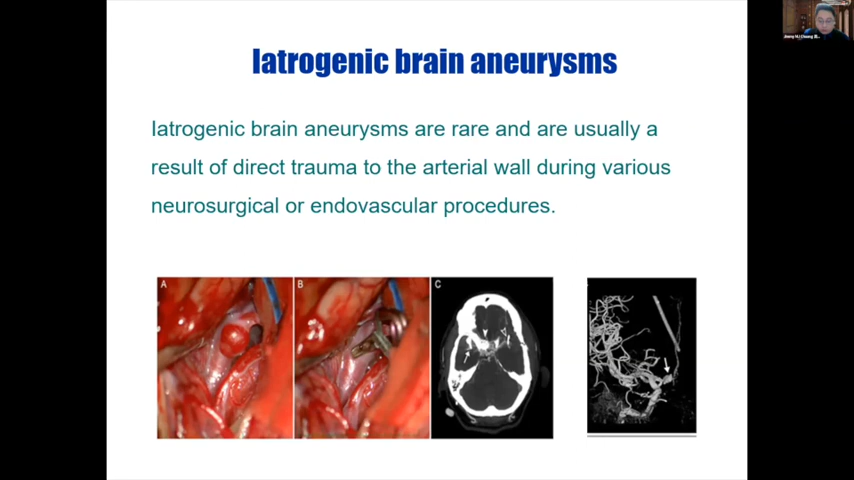 Iatrogenic brain aneurysms
Iatrogenic brain aneurysms are rare and are usually a
result of direct trauma to the arterial wall during various
neurosurgical or endovascular procedures.
A
B
C